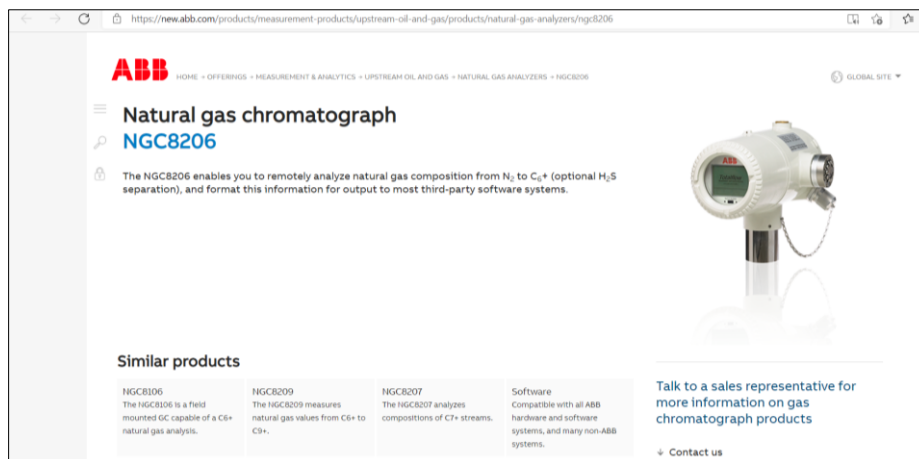 https://new.abb.com/products/measurement-products/upstream-oil-and-gas/products/natural-gas-analyzers/ngc8206
ABB
HOME → OFFERINGS → MEASUREMENT & ANALYTICS → UPSTREAM OIL AND GAS → NATURAL GAS ANALYZERS → NGC8206
GLOBAL SITE
Natural gas chromatograph
NGC8206
The NGC8206 enables you to remotely analyze natural gas composition from N₂ to C₆+ (optional H₂S
separation), and format this information for output to most third-party software systems.
ABB
Similar products
NGC8106
The NGC8106 is a field
mounted GC capable of a C6+
natural gas analysis.
NGC8209
The NGC8209 measures
natural gas values from C6+ to
C9+.
NGC8207
The NGC8207 analyzes
compositions of C7+ streams.
Software
Compatible with all ABB
hardware and software
systems, and many non-ABB
systems.
Talk to a sales representative for
more information on gas
chromatograph products
↓ Contact us